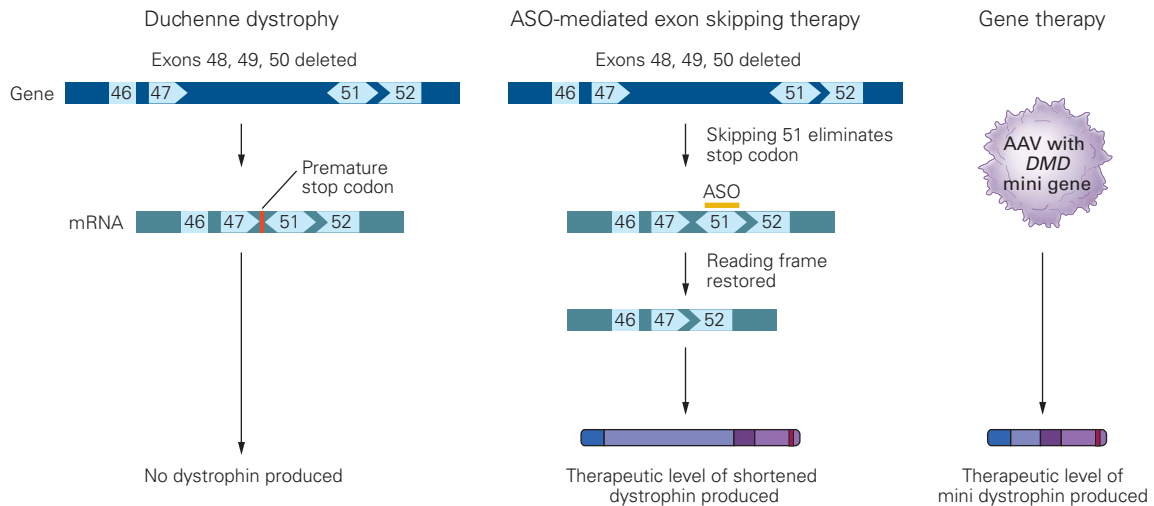 Duchenne dystrophy
Exons 48, 49, 50 deleted
Gene
46 47 51 52
Premature
stop codon
mRNA
46 47 51 52
No dystrophin produced
ASO-mediated exon skipping therapy
Exons 48, 49, 50 deleted
46 47 51 52
Skipping 51 eliminates
stop codon
ASO
46 47 51 52
Reading frame
restored
46 47 52
Therapeutic level of shortened
dystrophin produced
Gene therapy
AAV with
DMD
mini gene
Therapeutic level of
mini dystrophin produced